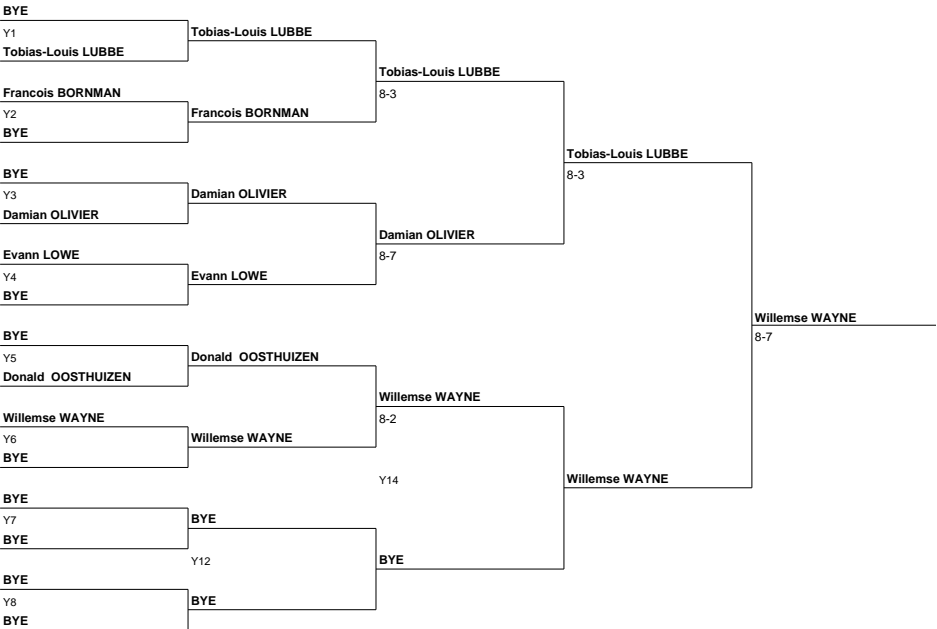 BYE
Y1
Tobias-Louis LUBBE
Tobias-Louis LUBBE
Francois BORNMAN
Y2
BYE
Francois BORNMAN
Tobias-Louis LUBBE
8-3
BYE
Y3
Damian OLIVIER
Damian OLIVIER
Evann LOWE
Y4
BYE
Evann LOWE
Damian OLIVIER
8-7
Tobias-Louis LUBBE
8-3
BYE
Y5
Donald  OOSTHUIZEN
Donald  OOSTHUIZEN
Willemse WAYNE
Y6
BYE
Willemse WAYNE
Willemse WAYNE
8-2
BYE
Y7
BYE
BYE
Y12
BYE
Y8
BYE
BYE
BYE
Y14
Willemse WAYNE
Willemse WAYNE
8-7